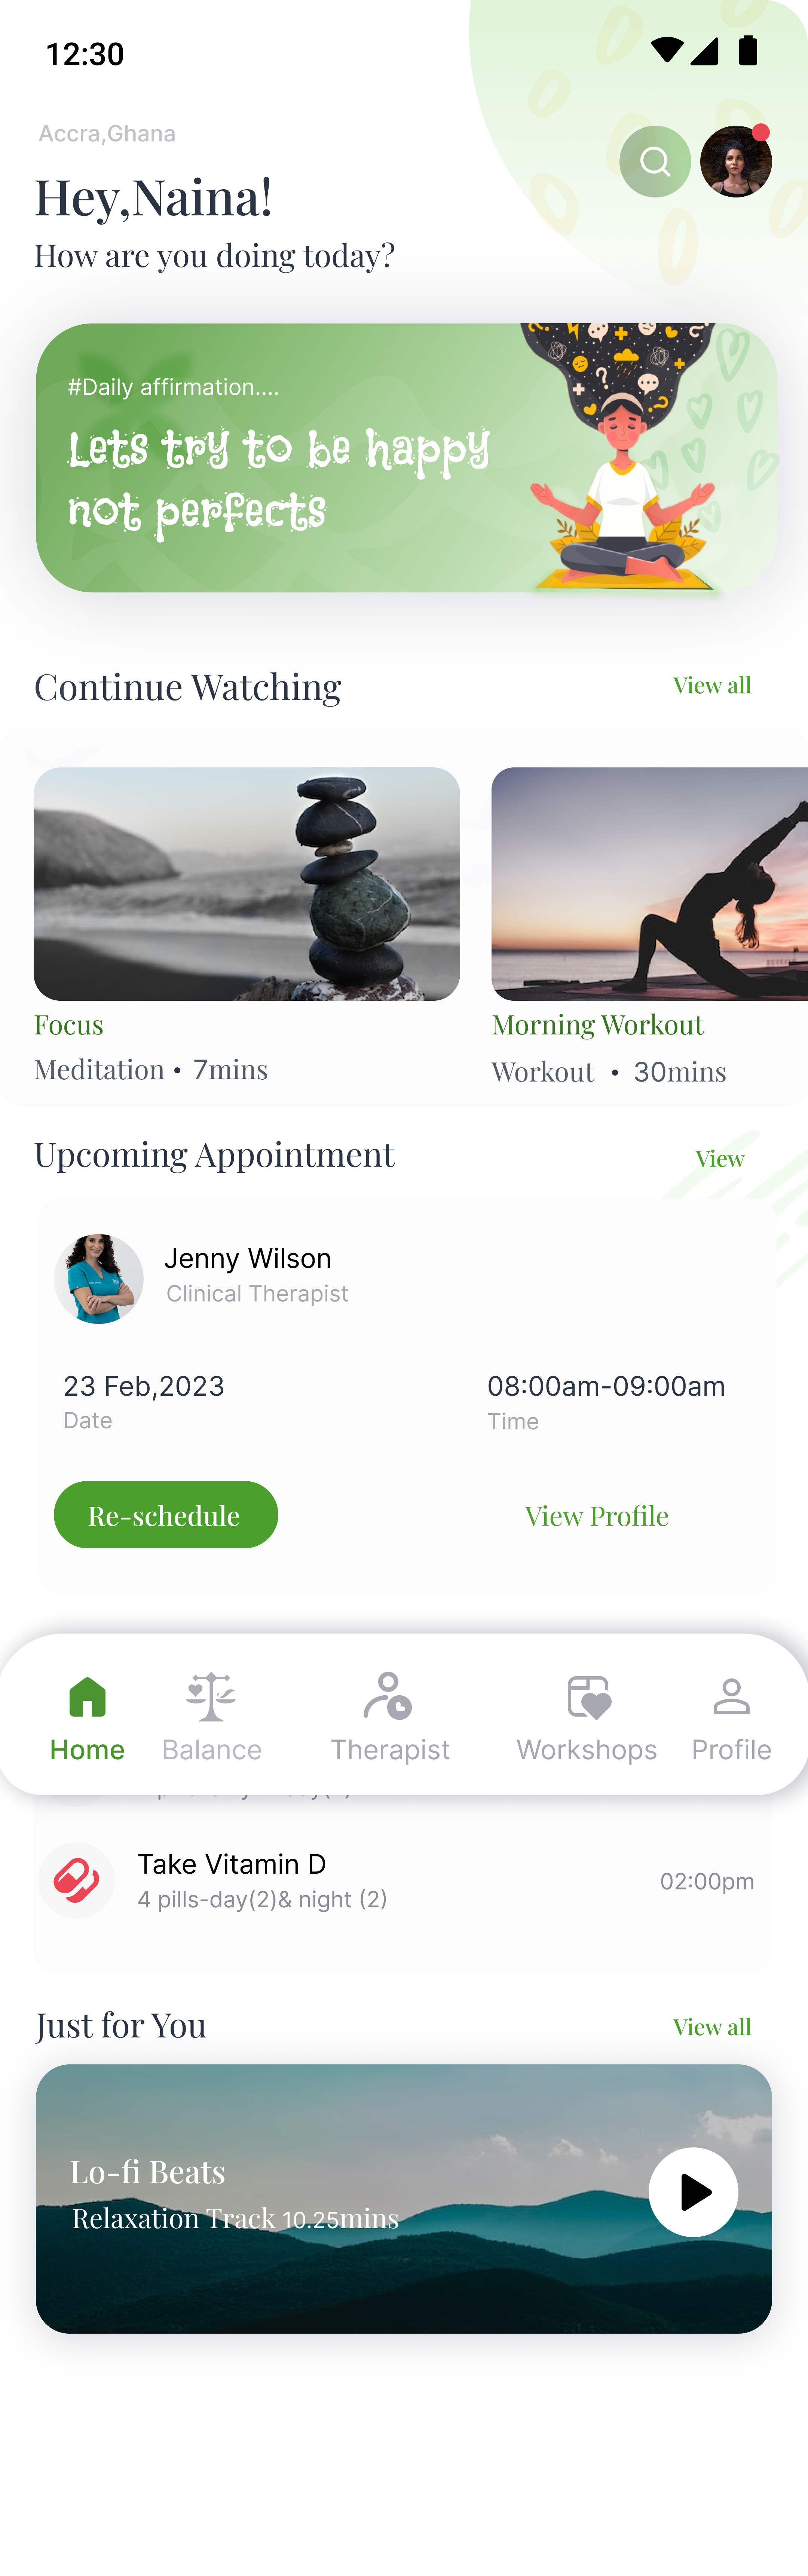 12:30
Accra,Ghana
Hey,Naina!
How are you doing today?
#Daily affirmation....
Lets try to be happy
not perfects
Continue Watching
View all
Focus
Meditation • 7mins
Morning Workout
Workout • 30mins
Upcoming Appointment
View
Jenny Wilson
Clinical Therapist
23 Feb,2023
Date
08:00am-09:00am
Time
Re-schedule
View Profile
Home
Balance
Therapist
Workshops
Profile
Take Vitamin D
4 pills-day(2)& night (2)
02:00pm
Just for You
View all
Lo-fi Beats
Relaxation Track 10.25mins